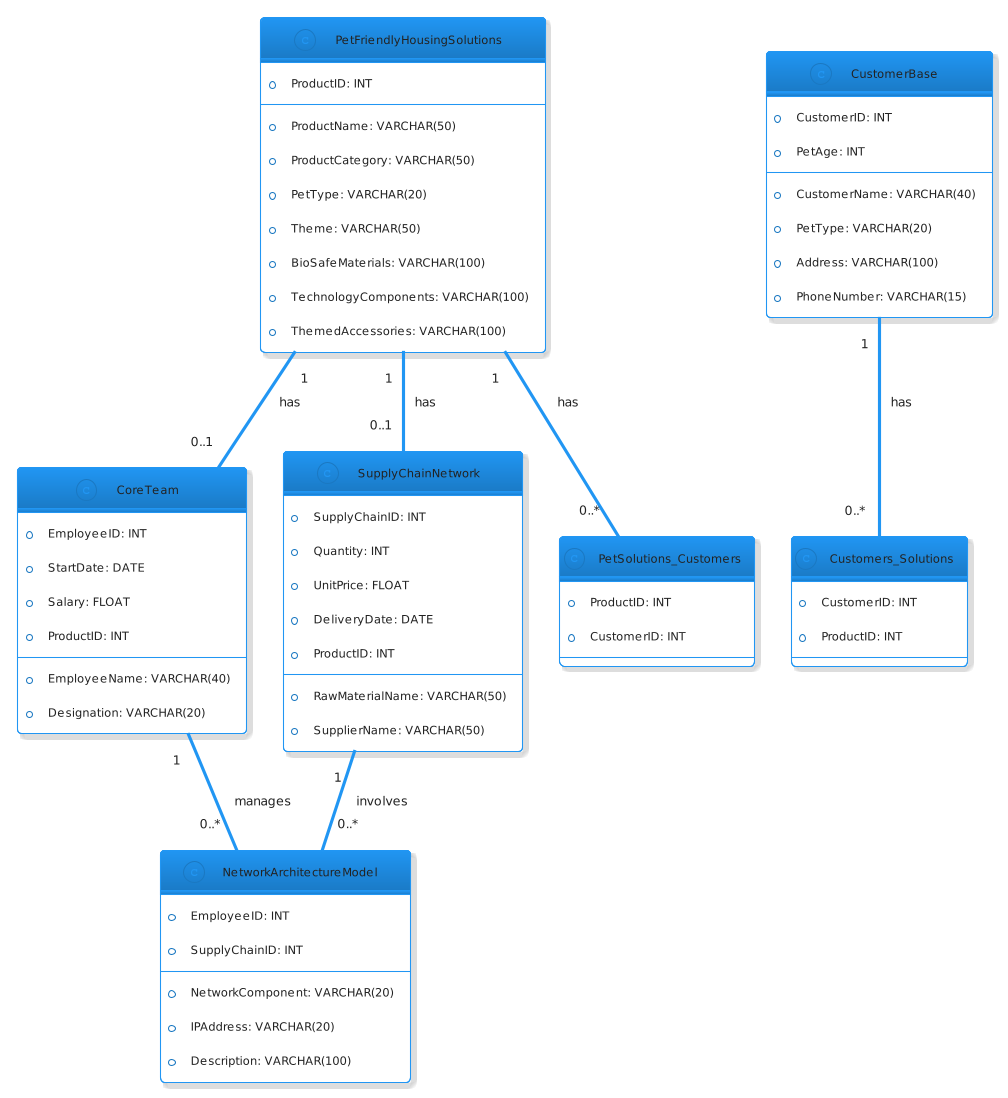 PetFriendlyHousingSolutions
ProductID: INT
ProductName: VARCHAR(50)
ProductCategory: VARCHAR(50)
PetType: VARCHAR(20)
Theme: VARCHAR(50)
BioSafeMaterials: VARCHAR(100)
TechnologyComponents: VARCHAR(100)
ThemedAccessories: VARCHAR(100)
C
CustomerBase
CustomerID: INT
PetAge: INT
CustomerName: VARCHAR(40)
PetType: VARCHAR(20)
Address: VARCHAR(100)
PhoneNumber: VARCHAR(15)
C
1
has
0..1
1
has
0..1
1
has
0..*
1
has
0..*
C
CoreTeam
EmployeeID: INT
StartDate: DATE
Salary: FLOAT
ProductID: INT
EmployeeName: VARCHAR(40)
Designation: VARCHAR(20)
C
SupplyChainNetwork
SupplyChainID: INT
Quantity: INT
UnitPrice: FLOAT
DeliveryDate: DATE
ProductID: INT
RawMaterialName: VARCHAR(50)
SupplierName: VARCHAR(50)
C
PetSolutions_Customers
ProductID: INT
CustomerID: INT
C
Customers_Solutions
CustomerID: INT
ProductID: INT
1
manages
0..*
1
involves
0..*
C
NetworkArchitectureModel
EmployeeID: INT
SupplyChainID: INT
NetworkComponent: VARCHAR(20)
IPAddress: VARCHAR(20)
Description: VARCHAR(100)
C